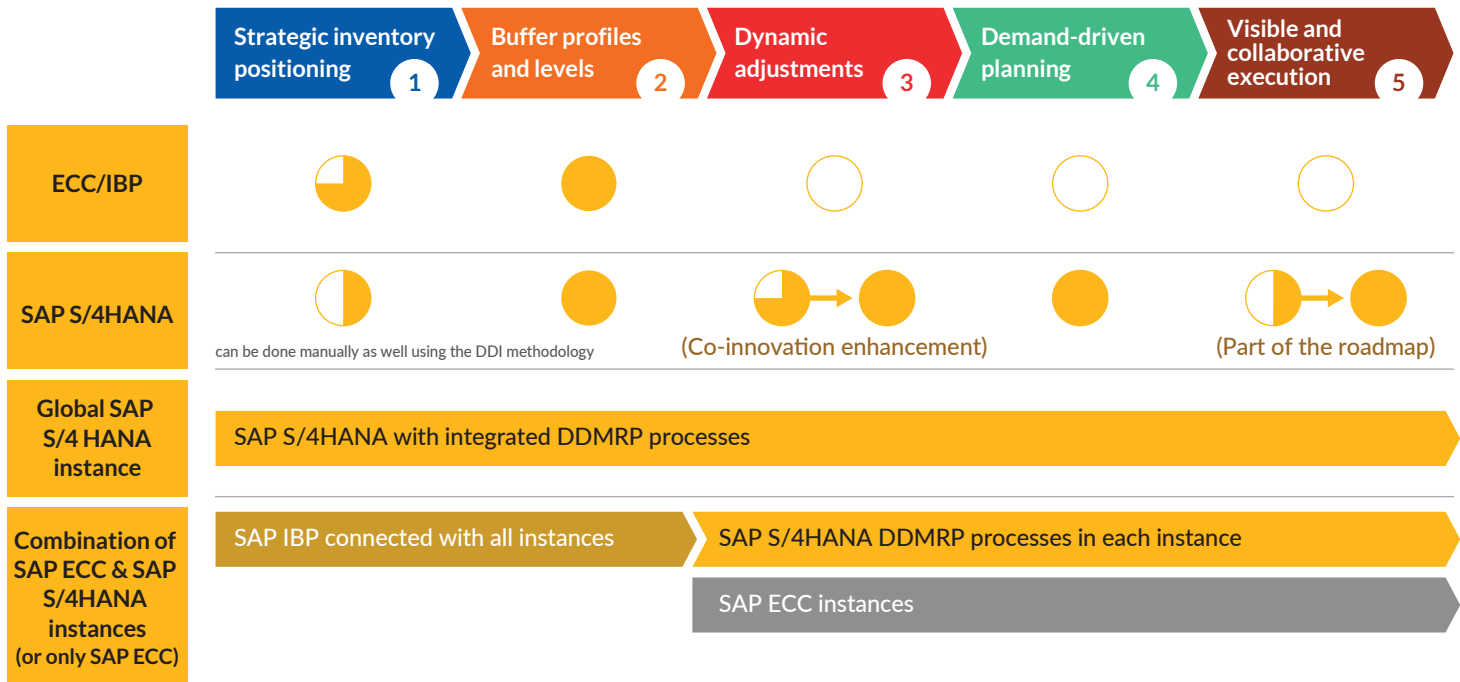 Strategic inventory
positioning
1
Buffer profiles
and levels
2
Dynamic
adjustments
3
Demand-driven
planning
4
Visible and
collaborative
execution
5
ECC/IBP
SAP S/4HANA
can be done manually as well using the DDI methodology
(Co-innovation enhancement)
(Part of the roadmap)
Global SAP
S/4 HANA
instance
SAP S/4HANA with integrated DDMRP processes
Combination of
SAP ECC & SAP
S/4HANA
instances
(or only SAP ECC)
SAP IBP connected with all instances
SAP S/4HANA DDMRP processes in each instance
SAP ECC instances